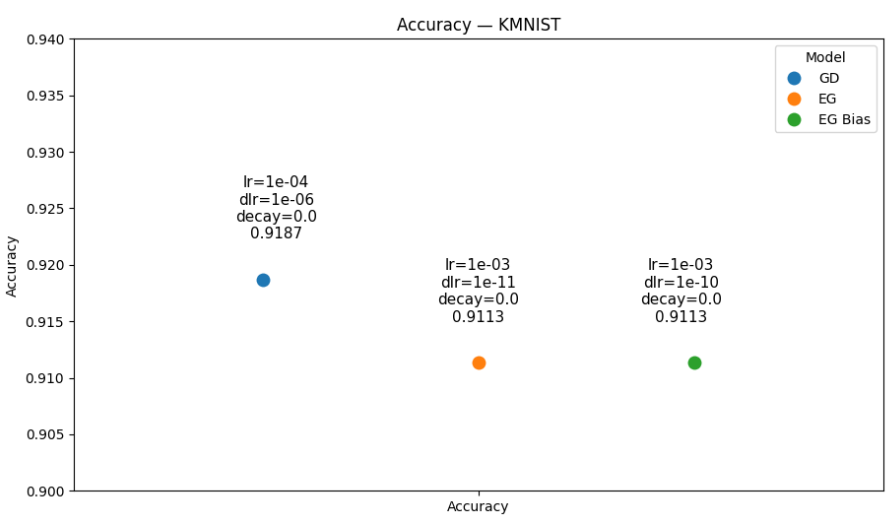 Accuracy — KMNIST
0.940
0.935
0.930
0.925
0.920
0.915
0.910
0.905
0.900
Accuracy
Model
GD
EG
EG Bias
lr=1e-04
dlr=1e-06
decay=0.0
0.9187
lr=1e-03
dlr=1e-11
decay=0.0
0.9113
lr=1e-03
dlr=1e-10
decay=0.0
0.9113
Accuracy